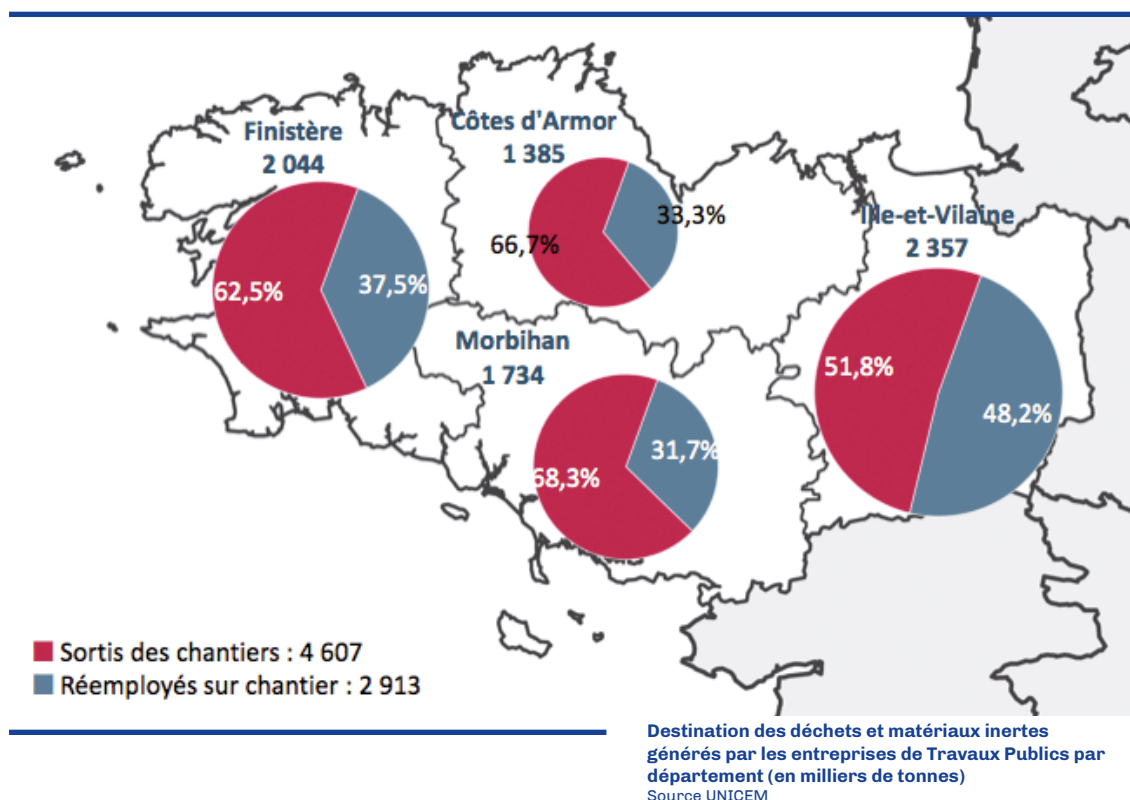 Finistère
2 044
62,5%
37,5%
Côtes d'Armor
1 385
66,7%
33,3%
Ille-et-Vilaine
2 357
51,8%
48,2%
Morbihan
1 734
68,3%
31,7%
Sortis des chantiers : 4 607
Réemployés sur chantier : 2 913
Destination des déchets et matériaux inertes
générés par les entreprises de Travaux Publics par
département (en milliers de tonnes)
Source UNICEM